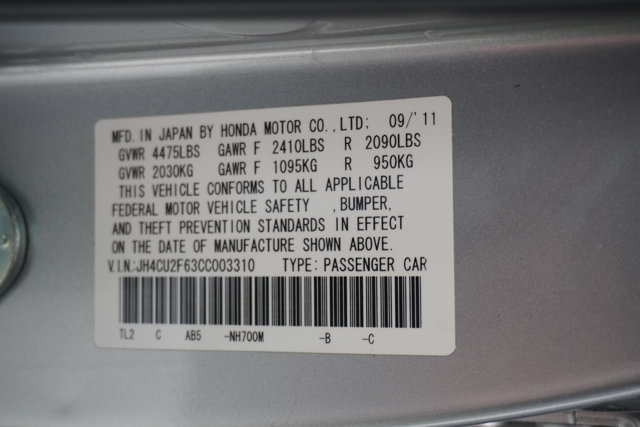 MFD. IN JAPAN BY HONDA MOTOR CO., LTD; 09/'11
GVWR 4475LBS GAWR F 2410LBS R 2090LBS
GVWR 2030KG GAWR F 1095KG R 950KG
THIS VEHICLE CONFORMS TO ALL APPLICABLE
FEDERAL MOTOR VEHICLE SAFETY ,BUMPER,
AND THEFT PREVENTION STANDARDS IN EFFECT
ON THE DATE OF MANUFACTURE SHOWN ABOVE.
V.I.N.:JH4CU2F63CC003310 TYPE: PASSENGER CAR
TL2 C AB5 -NH700M -B -C